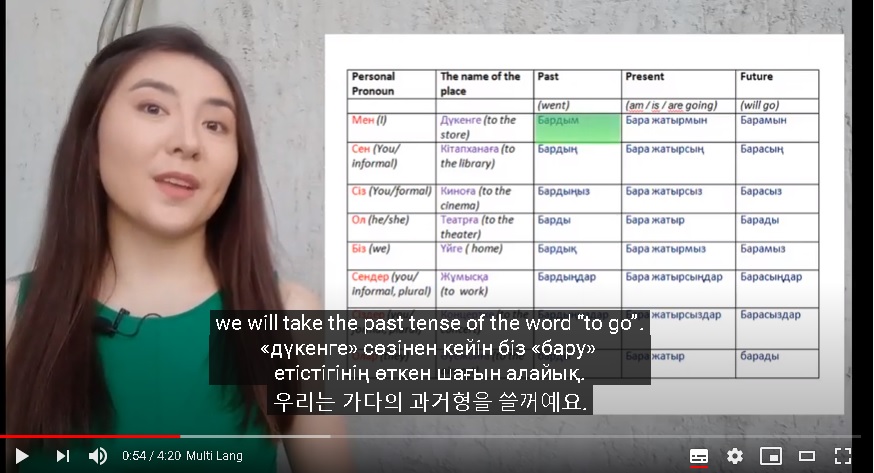 Personal Pronoun The name of the place Past Present Future
(went) (am / is / are going) (will go)
Мен (I) Дүкенге (to the store) Бардым Бара жатырмын Барамын
Сен (You/ informal) Кітапханаға (to the library) Бардың Бара жатырсың Барасың
Сіз (You/formal) Киноға (to the cinema) Бардыңыз Бара жатырсыз Барасыз
Ол (he/she) Театрға (to the theater) Барды Бара жатыр Барады
Біз (we) Үйге ( home) Бардық Бара жатырмыз Барамыз
Сендер (you/ informal, plural) Жұмысқа (to work) Бардыңдар Бара жатырсыңдар Барасыңдар
жатырсыздар Барасыздар
жатыр барады
we will take the past tense of the word “to go”.
«дүкенге» сөзінен кейін біз «бару»
етістігінің өткен шағын алайық.
우리는 가다의 과거형을 쓸꺼예요.
0:54 / 4:20 Multi Lang